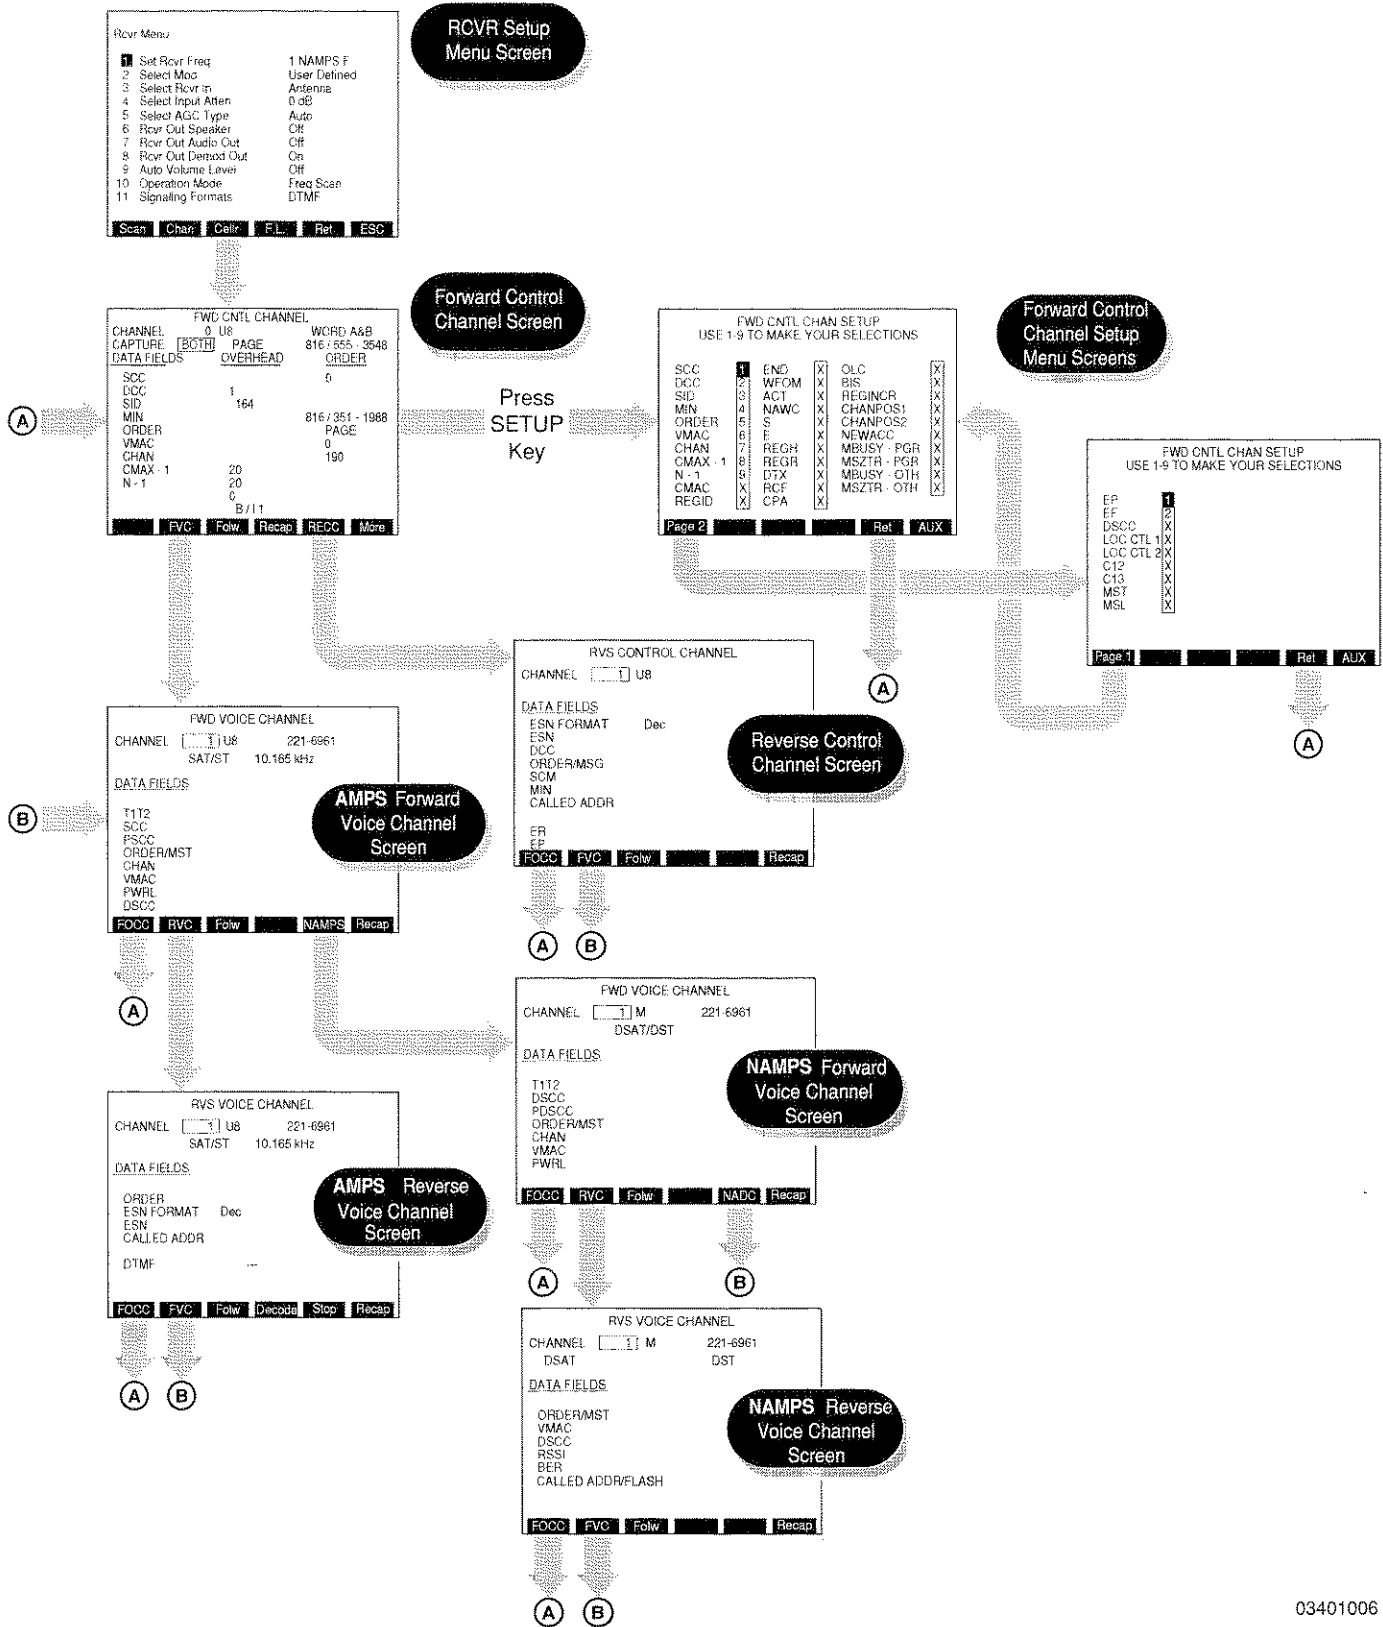 RCVR Setup
Menu Screen
Rcvr Menu
1 Set Rcvr Freq 1 NAMPS F
2 Select Mod User Defined
3 Select Rcvr In Antenna
4 Select Input Atten 0 dB
5 Select AGC Type Auto
6 Rcvr Out Speaker Off
7 Rcvr Out Audio Out Off
8 Rcvr Out Demod Out On
9 Auto Volume Level Off
10 Operation Mode Freq Scan
11 Signaling Formats DTMF
Scan Chan Cellr F.L. Ret ESC
Forward Control
Channel Screen
FWD CNTL CHANNEL
CHANNEL 0 U8 WORD A&B
CAPTURE BOTH PAGE 816 / 555 - 3548
DATA FIELDS OVERHEAD ORDER
SCC 0
DCC 1
SID 164
MIN 816 / 351 - 1988
ORDER PAGE
VMAC 0
CHAN 190
CMAX - 1 20
N - 1 20
0
B / I 1
FVC Folw Recap RECC More
A
Press
SETUP
Key
FWD CNTL CHAN SETUP
USE 1-9 TO MAKE YOUR SELECTIONS
SCC 1 END X OLC X
DCC 2 WFOM X BIS X
SID 3 ACT X REGINCR X
MIN 4 NAWC X CHANPOS1 X
ORDER 5 S X CHANPOS2 X
VMAC 6 E X NEWACC X
CHAN 7 REGH X MBUSY - PGR X
CMAX - 1 8 REGR X MSZTR - PGR X
N - 1 9 DTX X MBUSY - OTH X
CMAC X RCF X MSZTR - OTH X
REGID X CPA X
Page 2 Ret AUX
Forward Control
Channel Setup
Menu Screens
FWD CNTL CHAN SETUP
USE 1-9 TO MAKE YOUR SELECTIONS
EP 1
EF 2
DSCC X
LOC CTL 1 X
LOC CTL 2 X
C12 X
C13 X
MST X
MSL X
Page 1 Ret AUX
A
A
RVS CONTROL CHANNEL
CHANNEL 1 U8
DATA FIELDS
ESN FORMAT Dec
ESN
DCC
ORDER/MSG
SCM
MIN
CALLED ADDR
ER
EP
FOCC FVC Folw Recap
Reverse Control
Channel Screen
A B
FWD VOICE CHANNEL
CHANNEL 1 U8 221-6961
SAT/ST 10.165 kHz
DATA FIELDS
T1T2
SCC
PSCC
ORDER/MST
CHAN
VMAC
PWRL
DSCC
FOCC RVC Folw NAMPS Recap
AMPS Forward
Voice Channel
Screen
B
A
FWD VOICE CHANNEL
CHANNEL 1 M 221-6961
DSAT/DST
DATA FIELDS
T1T2
DSCC
PDSCC
ORDER/MST
CHAN
VMAC
PWRL
FOCC RVC Folw NADC Recap
NAMPS Forward
Voice Channel
Screen
A B
RVS VOICE CHANNEL
CHANNEL 1 U8 221-6961
SAT/ST 10.165 kHz
DATA FIELDS
ORDER
ESN FORMAT Dec
ESN
CALLED ADDR
DTMF --
FOCC FVC Folw Decode Stop Recap
AMPS Reverse
Voice Channel
Screen
A B
RVS VOICE CHANNEL
CHANNEL 1 M 221-6961
DSAT DST
DATA FIELDS
ORDER/MST
VMAC
DSCC
RSSI
BER
CALLED ADDR/FLASH
FOCC FVC Folw Recap
NAMPS Reverse
Voice Channel
Screen
A B
03401006